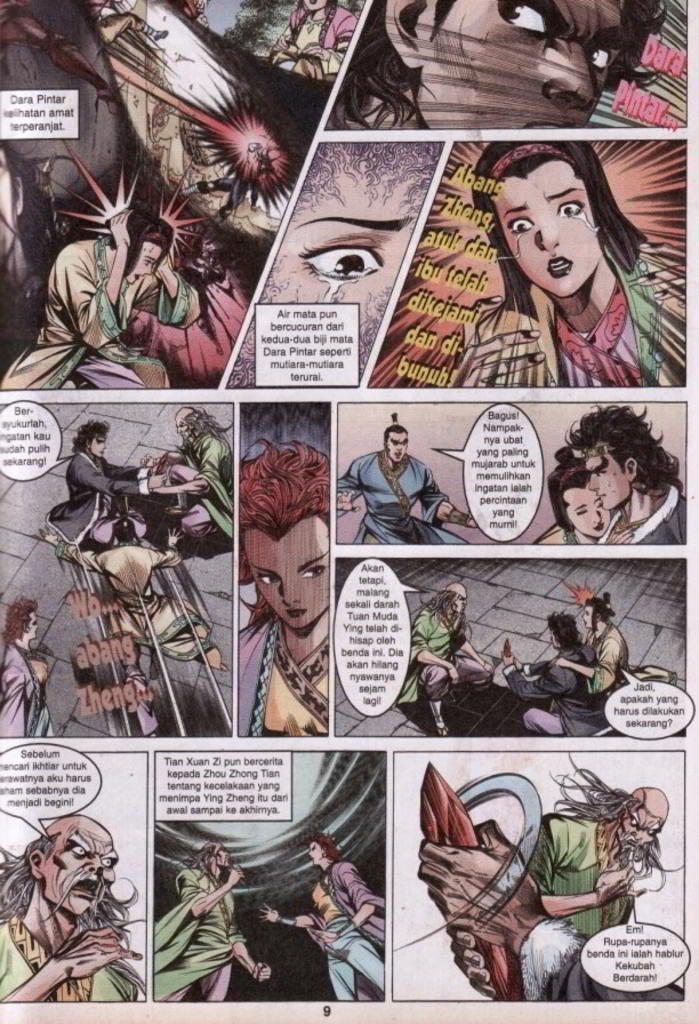 Dara Pintar
kelihatan amat
terperanjat.
Dara
Pintar...
Air mata pun
bercucuran dari
kedua-dua biji mata
Dara Pintar seperti
mutiara-mutiara
terurai.
Abang
Zheng,
atuk dan
ibu telah
dikejami
dan di-
bunuh!
Ber-
syukurlah,
ingatan kau
sudah pulih
sekarang!
abang
Zheng...
Bagus!
Nampak-
nya ubat
yang paling
mujarab untuk
memulihkan
ingatan ialah
percintaan
yang
murni!
Akan
tetapi,
malang
sekali darah
Tuan Muda
Ying telah di-
hisap oleh
benda ini. Dia
akan hilang
nyawanya
sejam
lagi!
Jadi,
apakah yang
harus dilakukan
sekarang?
Sebelum
mencari ikhtiar untuk
merawatnya aku harus
faham sebabnya dia
menjadi begini!
Tian Xuan Zi pun bercerita
kepada Zhou Zhong Tian
tentang kecelakaan yang
menimpa Ying Zheng itu dari
awal sampai ke akhirnya.
Em!
Rupa-rupanya
benda ini ialah hablur
Kekubah
Berdarah!
9